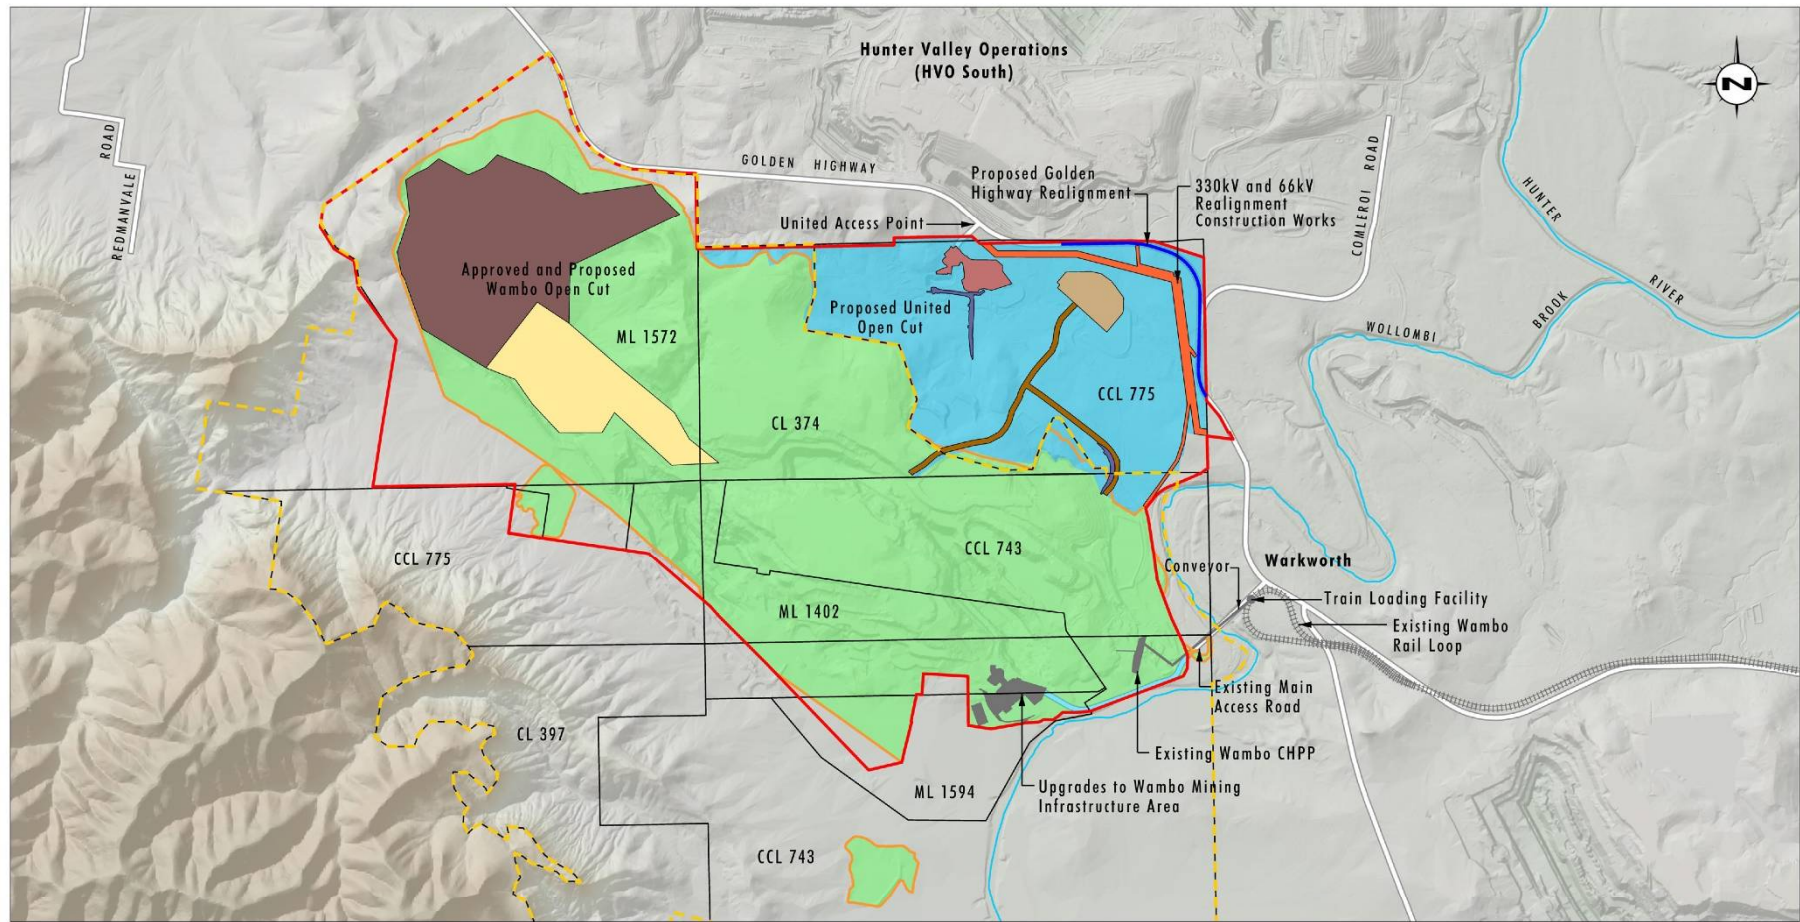 Hunter Valley Operations
(HVO South)
N
REDMANVALE ROAD
GOLDEN HIGHWAY
Proposed Golden
Highway Realignment
330kV and 66kV
Realignment
Construction Works
COMLEROI ROAD
HUNTER RIVER
United Access Point
Approved and Proposed
Wambo Open Cut
Proposed United
Open Cut
WOLLOMBI BROOK
ML 1572
CCL 775
CL 374
CCL 775
CCL 743
Conveyor
Warkworth
ML 1402
Train Loading Facility
Existing Wambo
Rail Loop
Existing Main
Access Road
CL 397
Existing Wambo CHPP
ML 1594
Upgrades to Wambo Mining
Infrastructure Area
CCL 743